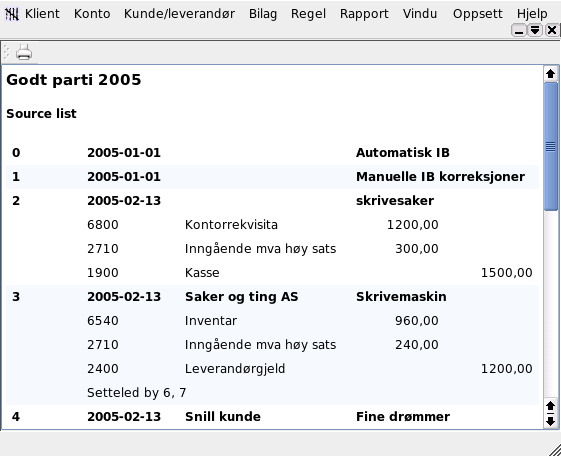 Klient Konto Kunde/leverandør Bilag Regel Rapport Vindu Oppsett Hjelp
Godt parti 2005
Source list
0 2005-01-01 Automatisk IB
1 2005-01-01 Manuelle IB korreksjoner
2 2005-02-13 skrivesaker
6800 Kontorrekvisita 1200,00
2710 Inngående mva høy sats 300,00
1900 Kasse 1500,00
3 2005-02-13 Saker og ting AS Skrivemaskin
6540 Inventar 960,00
2710 Inngående mva høy sats 240,00
2400 Leverandørgjeld 1200,00
Setteled by 6, 7
4 2005-02-13 Snill kunde Fine drømmer